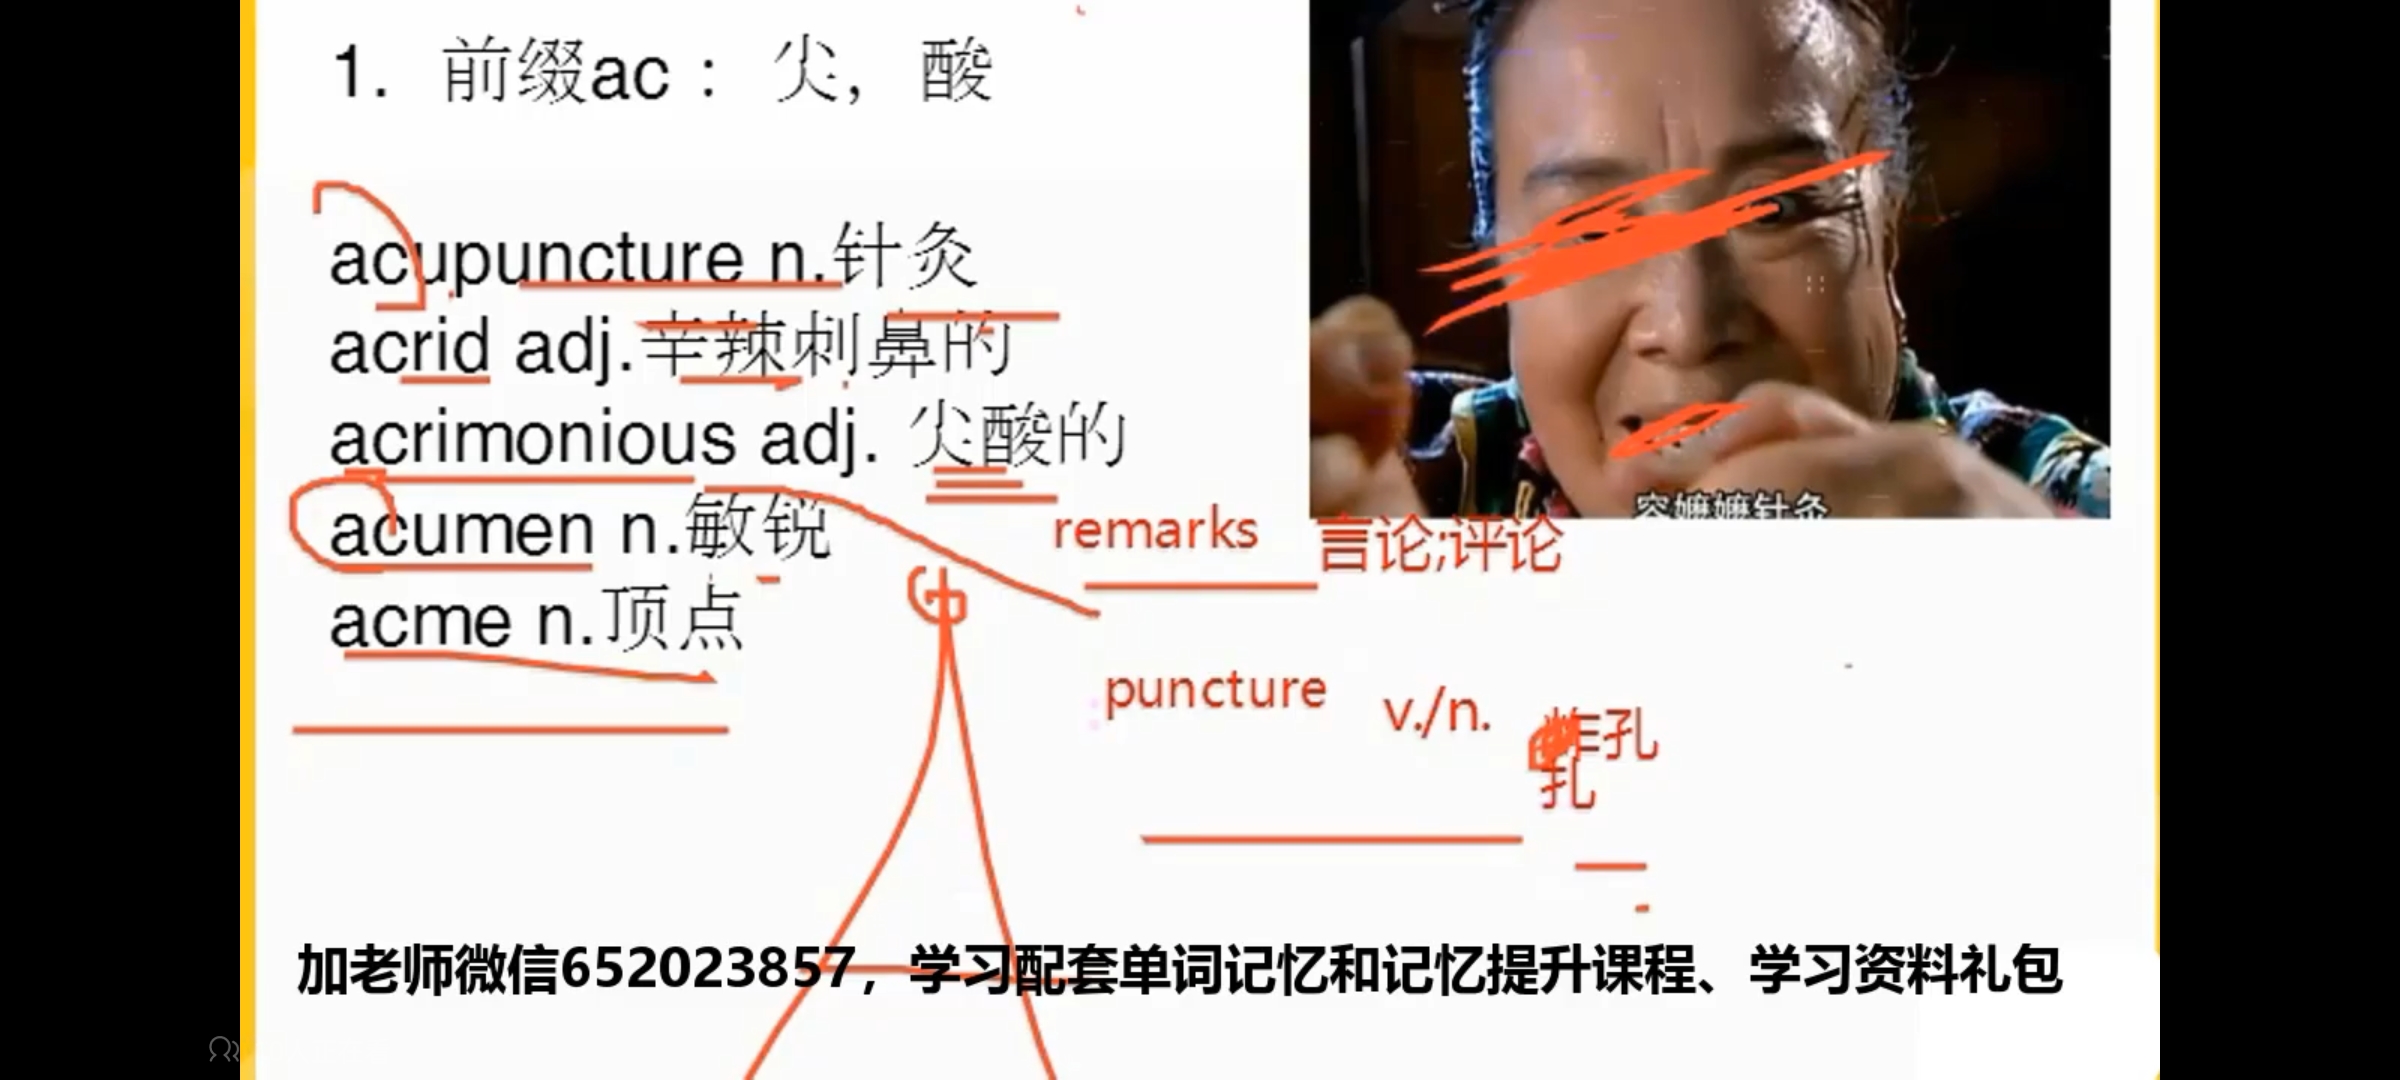 1. 前缀ac： 尖，酸
acupuncture n.针灸
acrid adj.辛辣刺鼻的
acrimonious adj. 尖酸的
acumen n.敏锐
acme n.顶点
容嬷嬷针灸
remarks 言论;评论
puncture v./n. 孔
扎
加老师微信652023857，学习配套单词记忆和记忆提升课程、学习资料礼包